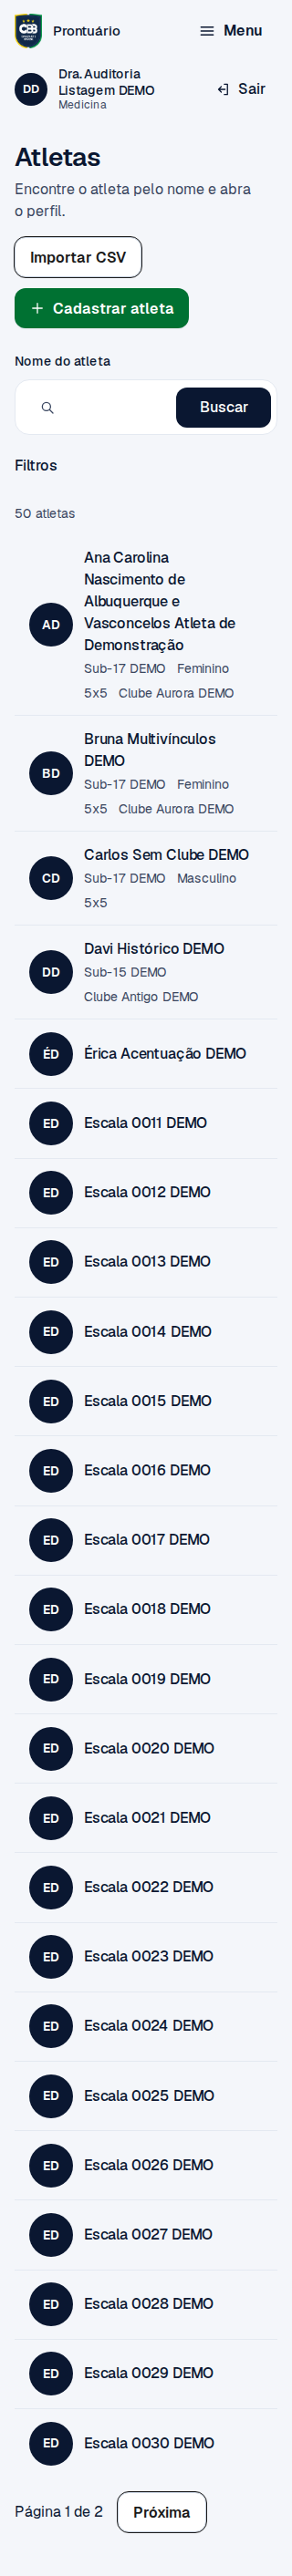 CBB
Prontuário
Menu
DD
Dra. Auditoria
Listagem DEMO
Medicina
Sair
Atletas
Encontre o atleta pelo nome e abra
o perfil.
Importar CSV
Cadastrar atleta
Nome do atleta
Buscar
Filtros
50 atletas
AD
Ana Carolina
Nascimento de
Albuquerque e
Vasconcelos Atleta de
Demonstração
Sub-17 DEMO Feminino
5x5 Clube Aurora DEMO
BD
Bruna Multivínculos
DEMO
Sub-17 DEMO Feminino
5x5 Clube Aurora DEMO
CD
Carlos Sem Clube DEMO
Sub-17 DEMO Masculino
5x5
DD
Davi Histórico DEMO
Sub-15 DEMO
Clube Antigo DEMO
ÉD Érica Acentuação DEMO
ED Escala 0011 DEMO
ED Escala 0012 DEMO
ED Escala 0013 DEMO
ED Escala 0014 DEMO
ED Escala 0015 DEMO
ED Escala 0016 DEMO
ED Escala 0017 DEMO
ED Escala 0018 DEMO
ED Escala 0019 DEMO
ED Escala 0020 DEMO
ED Escala 0021 DEMO
ED Escala 0022 DEMO
ED Escala 0023 DEMO
ED Escala 0024 DEMO
ED Escala 0025 DEMO
ED Escala 0026 DEMO
ED Escala 0027 DEMO
ED Escala 0028 DEMO
ED Escala 0029 DEMO
ED Escala 0030 DEMO
Página 1 de 2 Próxima